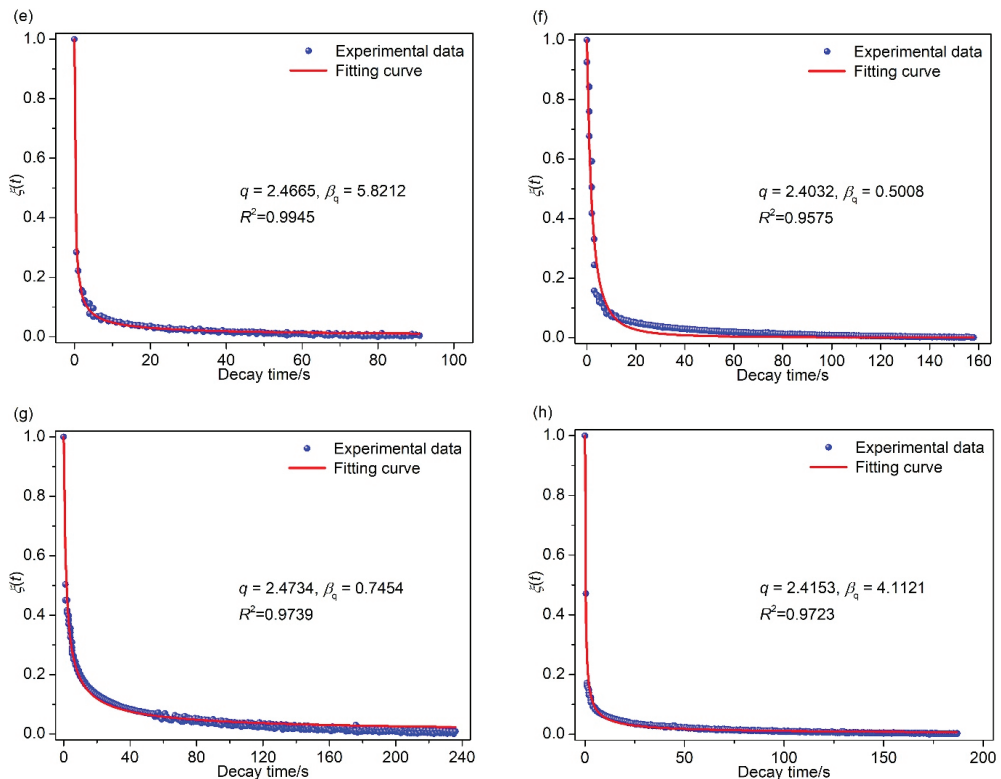 (e)
1.0
0.8
0.6
0.4
0.2
0.0
ξ(t)
Experimental data
Fitting curve
q = 2.4665, βq = 5.8212
R²=0.9945
0 20 40 60 80 100
Decay time/s
(f)
1.0
0.8
0.6
0.4
0.2
0.0
ξ(t)
Experimental data
Fitting curve
q = 2.4032, βq = 0.5008
R²=0.9575
0 20 40 60 80 100 120 140 160
Decay time/s
(g)
1.0
0.8
0.6
0.4
0.2
0.0
ξ(t)
Experimental data
Fitting curve
q = 2.4734, βq = 0.7454
R²=0.9739
0 40 80 120 160 200 240
Decay time/s
(h)
1.0
0.8
0.6
0.4
0.2
0.0
ξ(t)
Experimental data
Fitting curve
q = 2.4153, βq = 4.1121
R²=0.9723
0 50 100 150 200
Decay time/s